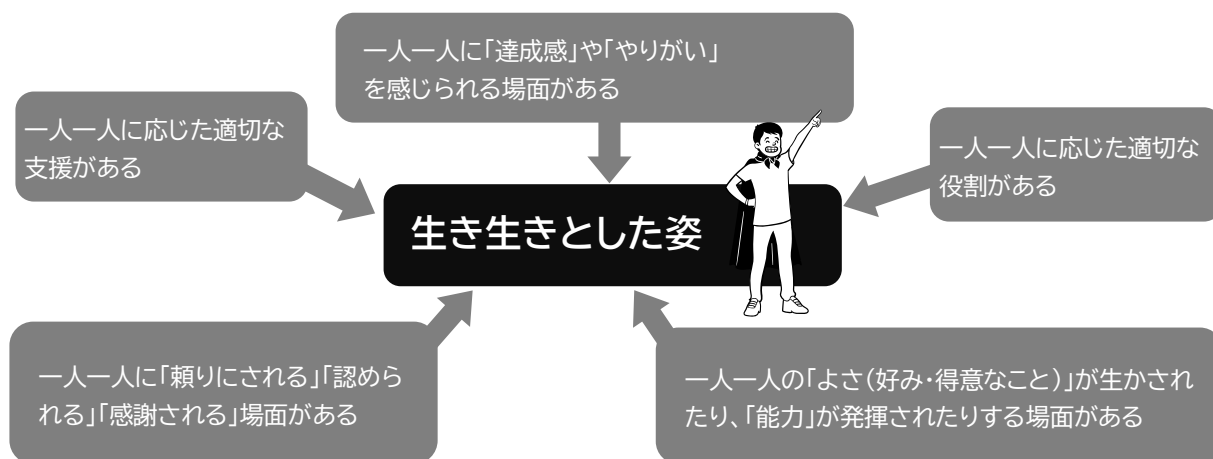 一人一人に「達成感」や「やりがい」
を感じられる場面がある
一人一人に応じた適切な
支援がある
一人一人に応じた適切な
役割がある
生き生きとした姿
一人一人に「頼りにされる」「認めら
れる」「感謝される」場面がある
一人一人の「よさ(好み・得意なこと)」が生かされ
たり、「能力」が発揮されたりする場面がある